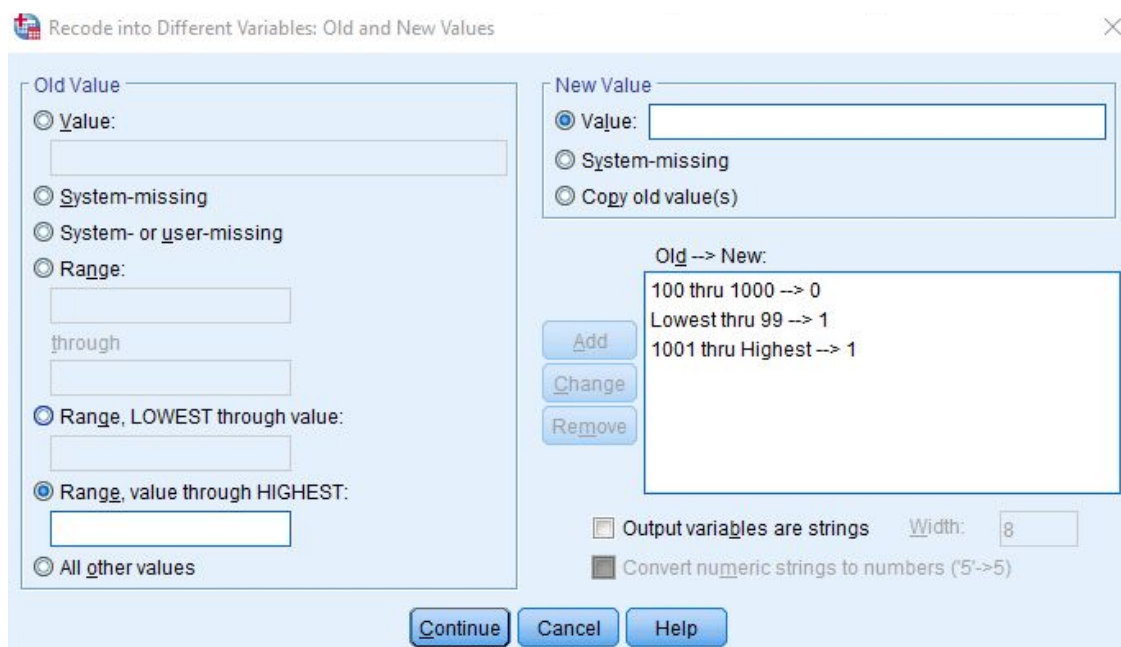 Recode into Different Variables: Old and New Values
Old Value
Value:
System-missing
System- or user-missing
Range:
through
Range, LOWEST through value:
Range, value through HIGHEST:
All other values
New Value
Value:
System-missing
Copy old value(s)
Old --> New:
100 thru 1000 --> 0
Lowest thru 99 --> 1
1001 thru Highest --> 1
Add
Change
Remove
Output variables are strings Width: 8
Convert numeric strings to numbers ('5'->5)
Continue Cancel Help